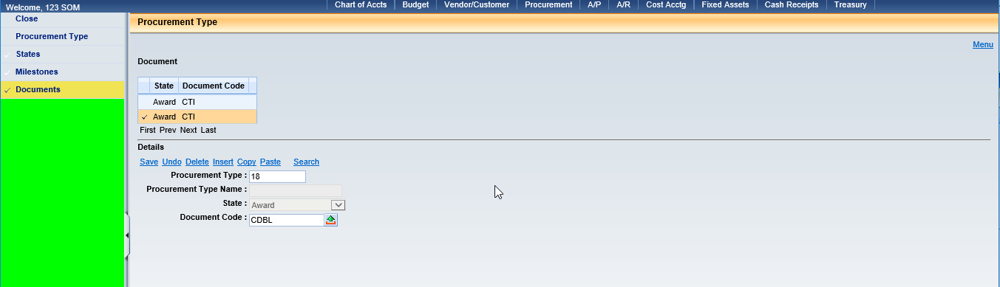 Welcome, 123 SOM
Chart of Accts Budget Vendor/Customer Procurement A/P A/R Cost Acctg Fixed Assets Cash Receipts Treasury
Close
Procurement Type
States
Milestones
Documents
Procurement Type
Menu
Document
State Document Code
Award CTI
Award CTI
First Prev Next Last
Details
Save Undo Delete Insert Copy Paste Search
Procurement Type : 18
Procurement Type Name :
State : Award
Document Code : CDBL